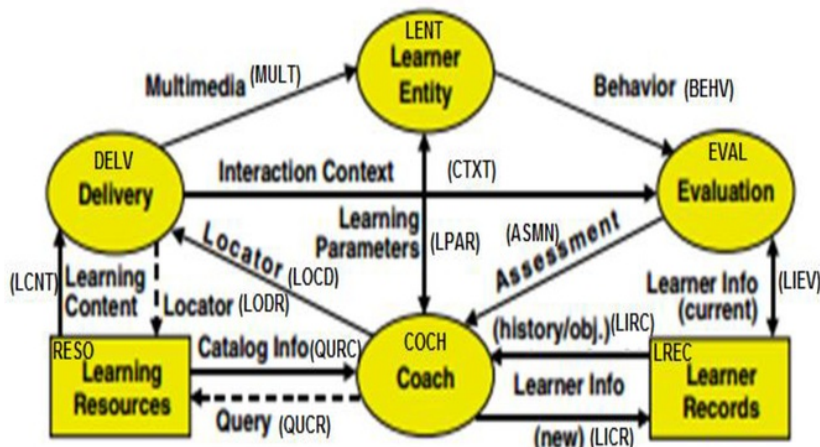 LENT
Learner
Entity
Multimedia (MULT)
Behavior (BEHV)
DELV
Delivery
EVAL
Evaluation
Interaction Context (CTXT)
Learning
Parameters (LPAR)
Locator (LOCD)
(ASMN)
Assessment
(LCNT)
Learning
Content
Locator (LODR)
Learner Info (LIEV)
(current)
RESO
Learning
Resources
Catalog Info (QURC)
Query (QUCR)
COCH
Coach
(history/obj.) (LIRC)
Learner Info
(new) (LICR)
LREC
Learner
Records